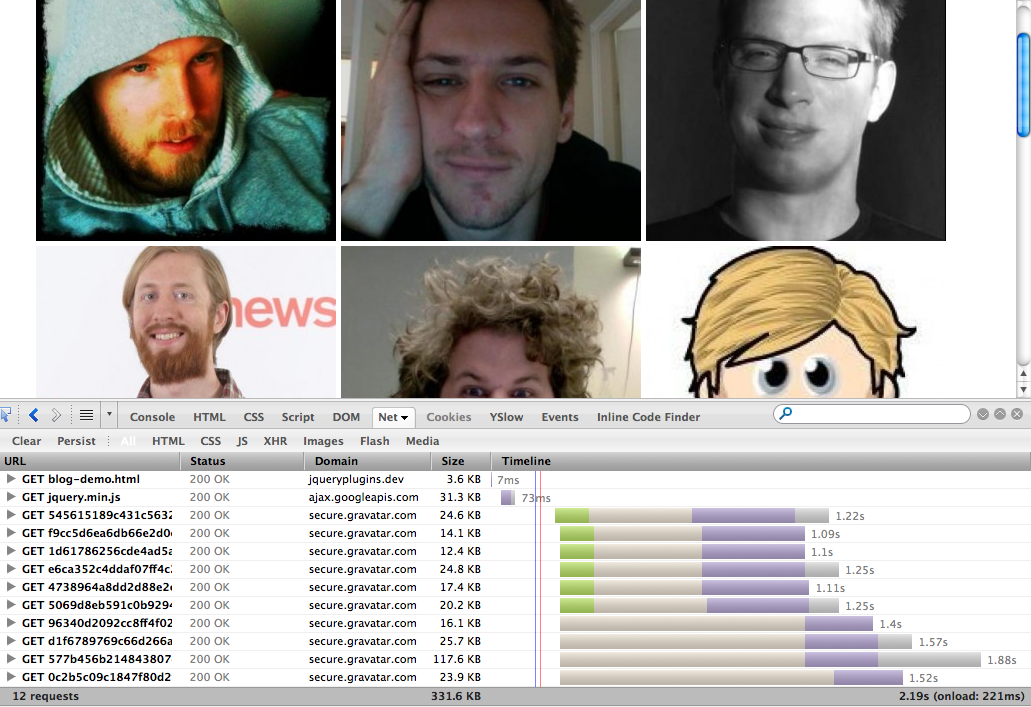 news
Console HTML CSS Script DOM Net Cookies YSlow Events Inline Code Finder
Clear Persist All HTML CSS JS XHR Images Flash Media
URL Status Domain Size Timeline
GET blog-demo.html 200 OK jqueryplugins.dev 3.6 KB 7ms
GET jquery.min.js 200 OK ajax.googleapis.com 31.3 KB 73ms
GET 545615189c431c5632 200 OK secure.gravatar.com 24.6 KB 1.22s
GET f9cc5d6ea6db66e2d0 200 OK secure.gravatar.com 14.1 KB 1.09s
GET 1d61786256cde4ad5a 200 OK secure.gravatar.com 12.4 KB 1.1s
GET e6ca352c4ddaf07ff4c 200 OK secure.gravatar.com 24.8 KB 1.25s
GET 4738964a8dd2d88e2 200 OK secure.gravatar.com 17.4 KB 1.11s
GET 5069d8eb591c0b9294 200 OK secure.gravatar.com 20.2 KB 1.25s
GET 96340d2092cc8ff4f02 200 OK secure.gravatar.com 16.1 KB 1.4s
GET d1f6789769c66d266a 200 OK secure.gravatar.com 25.7 KB 1.57s
GET 577b456b214843807 200 OK secure.gravatar.com 117.6 KB 1.88s
GET 0c2b5c09c1847f80d2 200 OK secure.gravatar.com 23.9 KB 1.52s
12 requests 331.6 KB 2.19s (onload: 221ms)